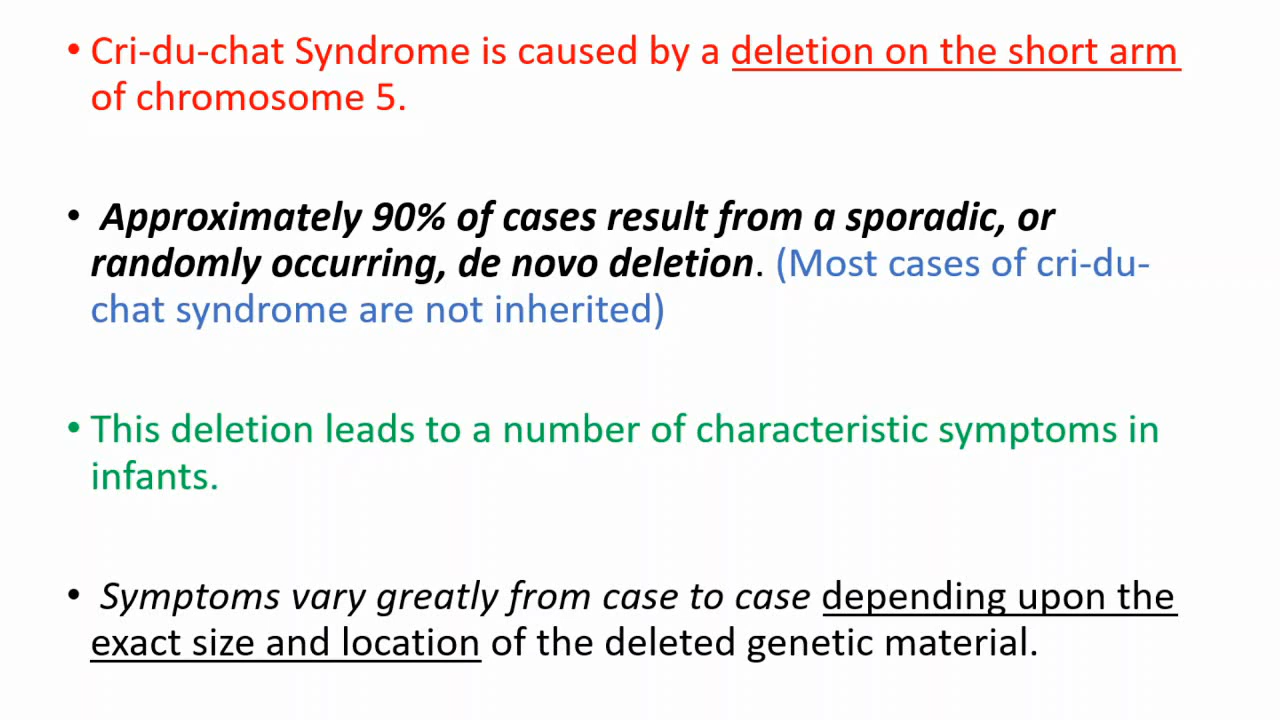 • Cri-du-chat Syndrome is caused by a deletion on the short arm
of chromosome 5.
• Approximately 90% of cases result from a sporadic, or
randomly occurring, de novo deletion. (Most cases of cri-du-
chat syndrome are not inherited)
• This deletion leads to a number of characteristic symptoms in
infants.
• Symptoms vary greatly from case to case depending upon the
exact size and location of the deleted genetic material.